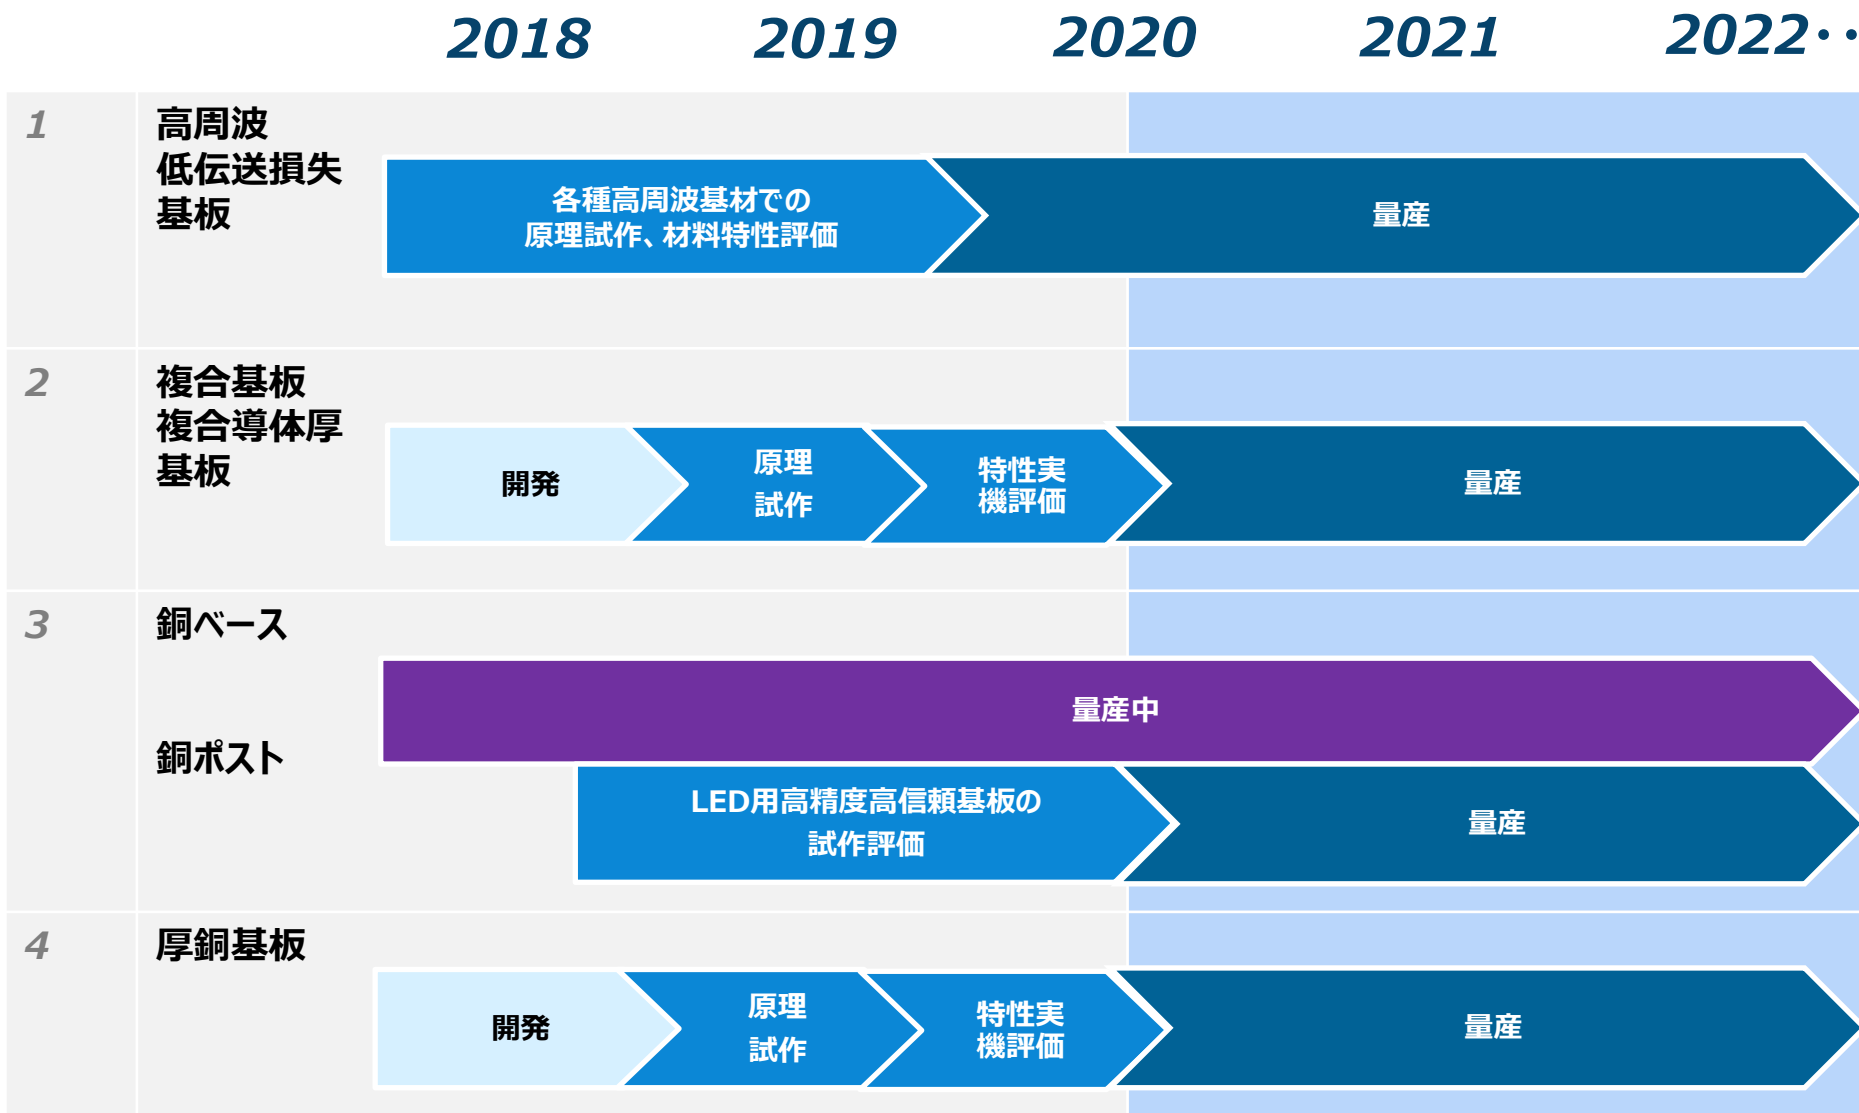 2018 2019 2020 2021 2022・・
1
高周波
低伝送損失
基板
各種高周波基材での
原理試作、材料特性評価
量産
2
複合基板
複合導体厚
基板
開発
原理
試作
特性実
機評価
量産
3
銅ベース
量産中
銅ポスト
LED用高精度高信頼基板の
試作評価
量産
4
厚銅基板
開発
原理
試作
特性実
機評価
量産